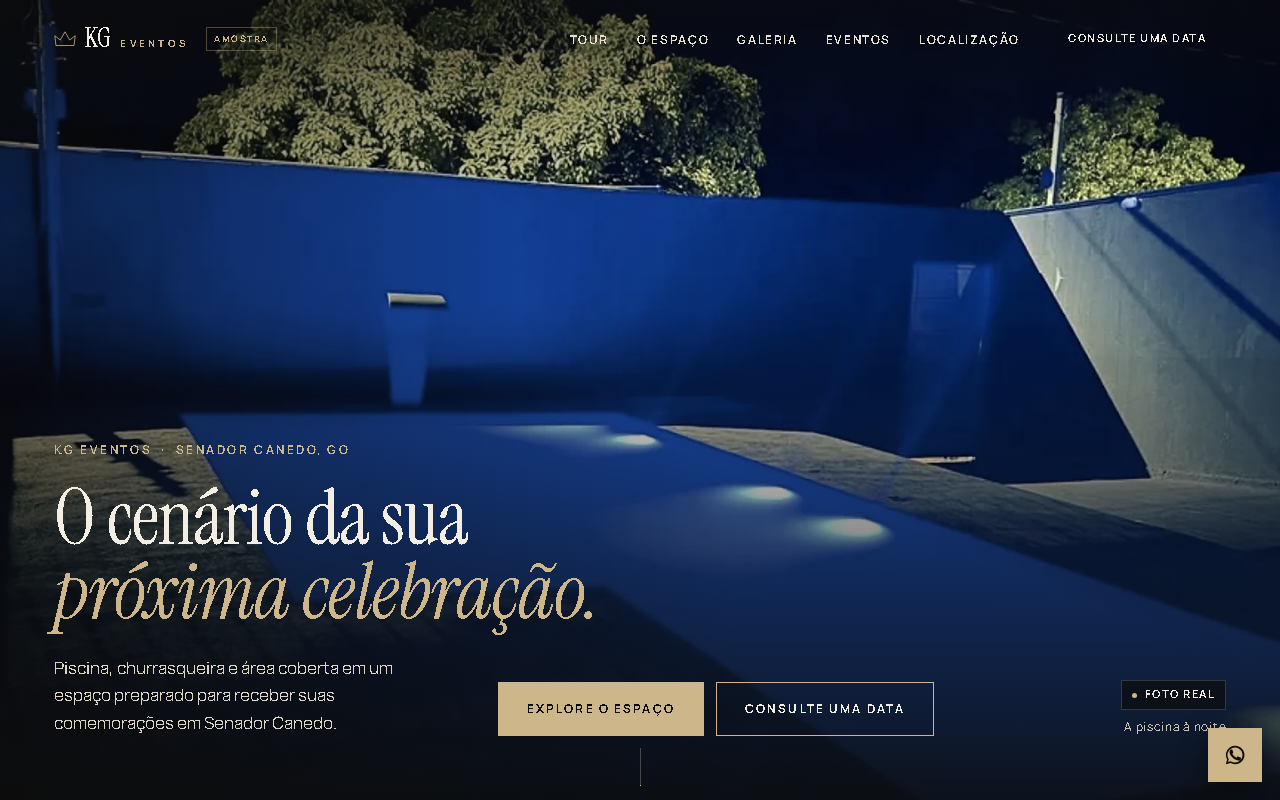 KG EVENTOS AMOSTRA
TOUR O ESPAÇO GALERIA EVENTOS LOCALIZAÇÃO CONSULTE UMA DATA
KG EVENTOS · SENADOR CANEDO, GO
O cenário da sua
próxima celebração.
Piscina, churrasqueira e área coberta em um
espaço preparado para receber suas
comemorações em Senador Canedo.
EXPLORE O ESPAÇO
CONSULTE UMA DATA
FOTO REAL
A piscina à noite